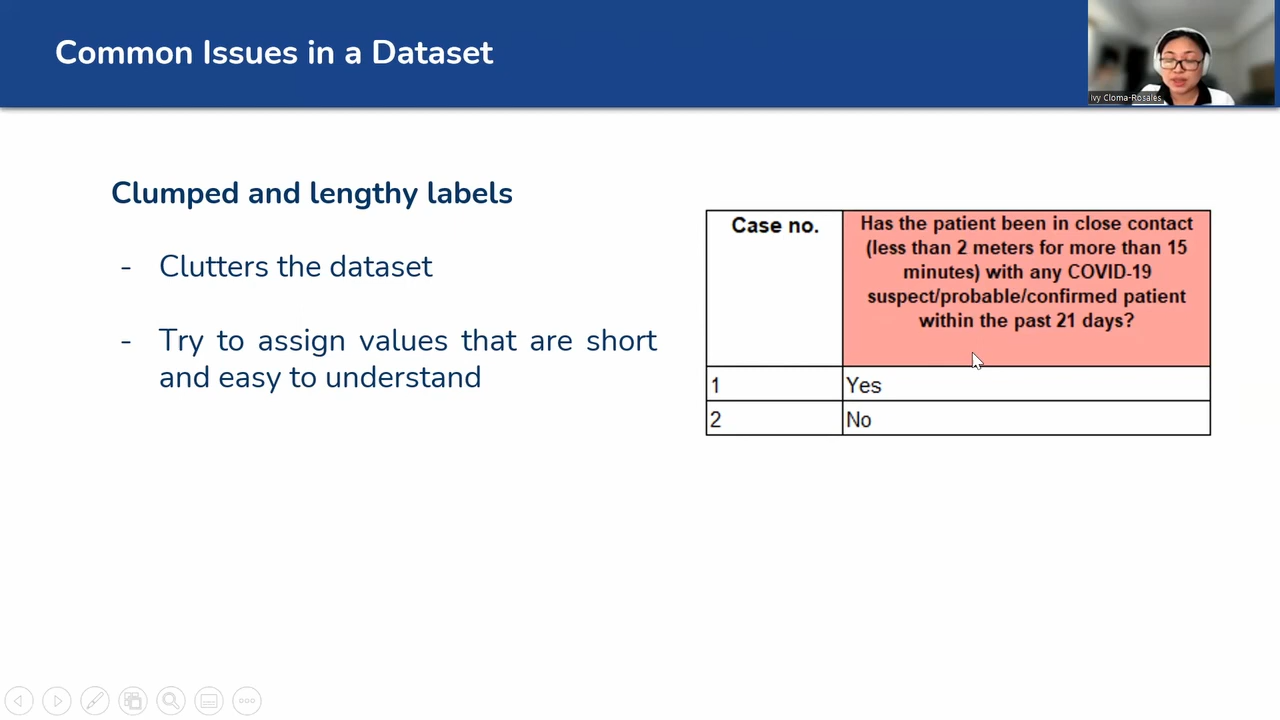 Common Issues in a Dataset
Ivy Cloma-Rosales
Clumped and lengthy labels
- Clutters the dataset
- Try to assign values that are short
and easy to understand
Case no.
Has the patient been in close contact
(less than 2 meters for more than 15
minutes) with any COVID-19
suspect/probable/confirmed patient
within the past 21 days?
1 Yes
2 No